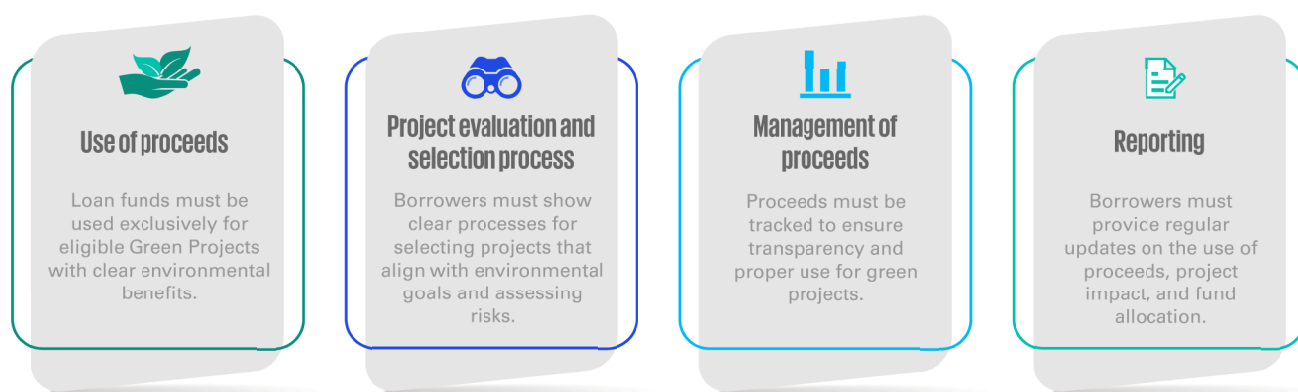 Use of proceeds
Loan funds must be
used exclusively for
eligible Green Projects
with clear environmental
benefits.
Project evaluation and
selection process
Borrowers must show
clear processes for
selecting projects that
align with environmental
goals and assessing
risks.
Management of
proceeds
Proceeds must be
tracked to ensure
transparency and
proper use for green
projects.
Reporting
Borrowers must
provide regular
updates on the use of
proceeds, project
impact, and fund
allocation.